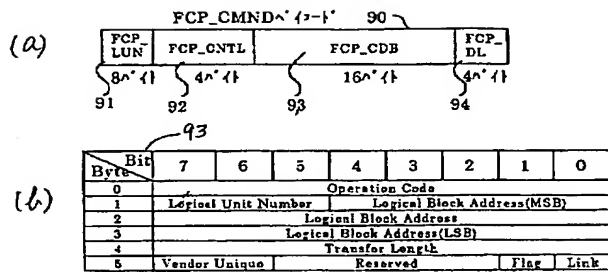 FCP_CMNDペイロード 90
(a)
FCP_LUN FCP_CNTL FCP_CDB FCP_DL
8バイト 4バイト 16バイト 4バイト
91 92 93 94
93
(b)
Byte Bit 7 6 5 4 3 2 1 0
0 Operation Code
1 Logical Unit Number Logical Block Address(MSB)
2 Logical Block Address
3 Logical Block Address(LSB)
4 Transfer Length
5 Vendor Unique Reserved Flag Link